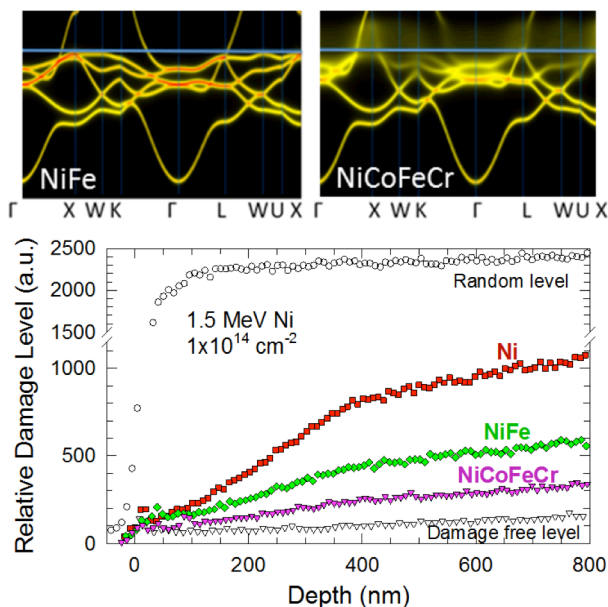 NiFe
NiCoFeCr
Γ X W K Γ L W U X
Γ X W K Γ L W U X
Relative Damage Level (a.u.)
2500
2000
1500
1000
500
0
Random level
1.5 MeV Ni
1x10¹⁴ cm⁻²
Ni
NiFe
NiCoFeCr
Damage free level
0 200 400 600 800
Depth (nm)